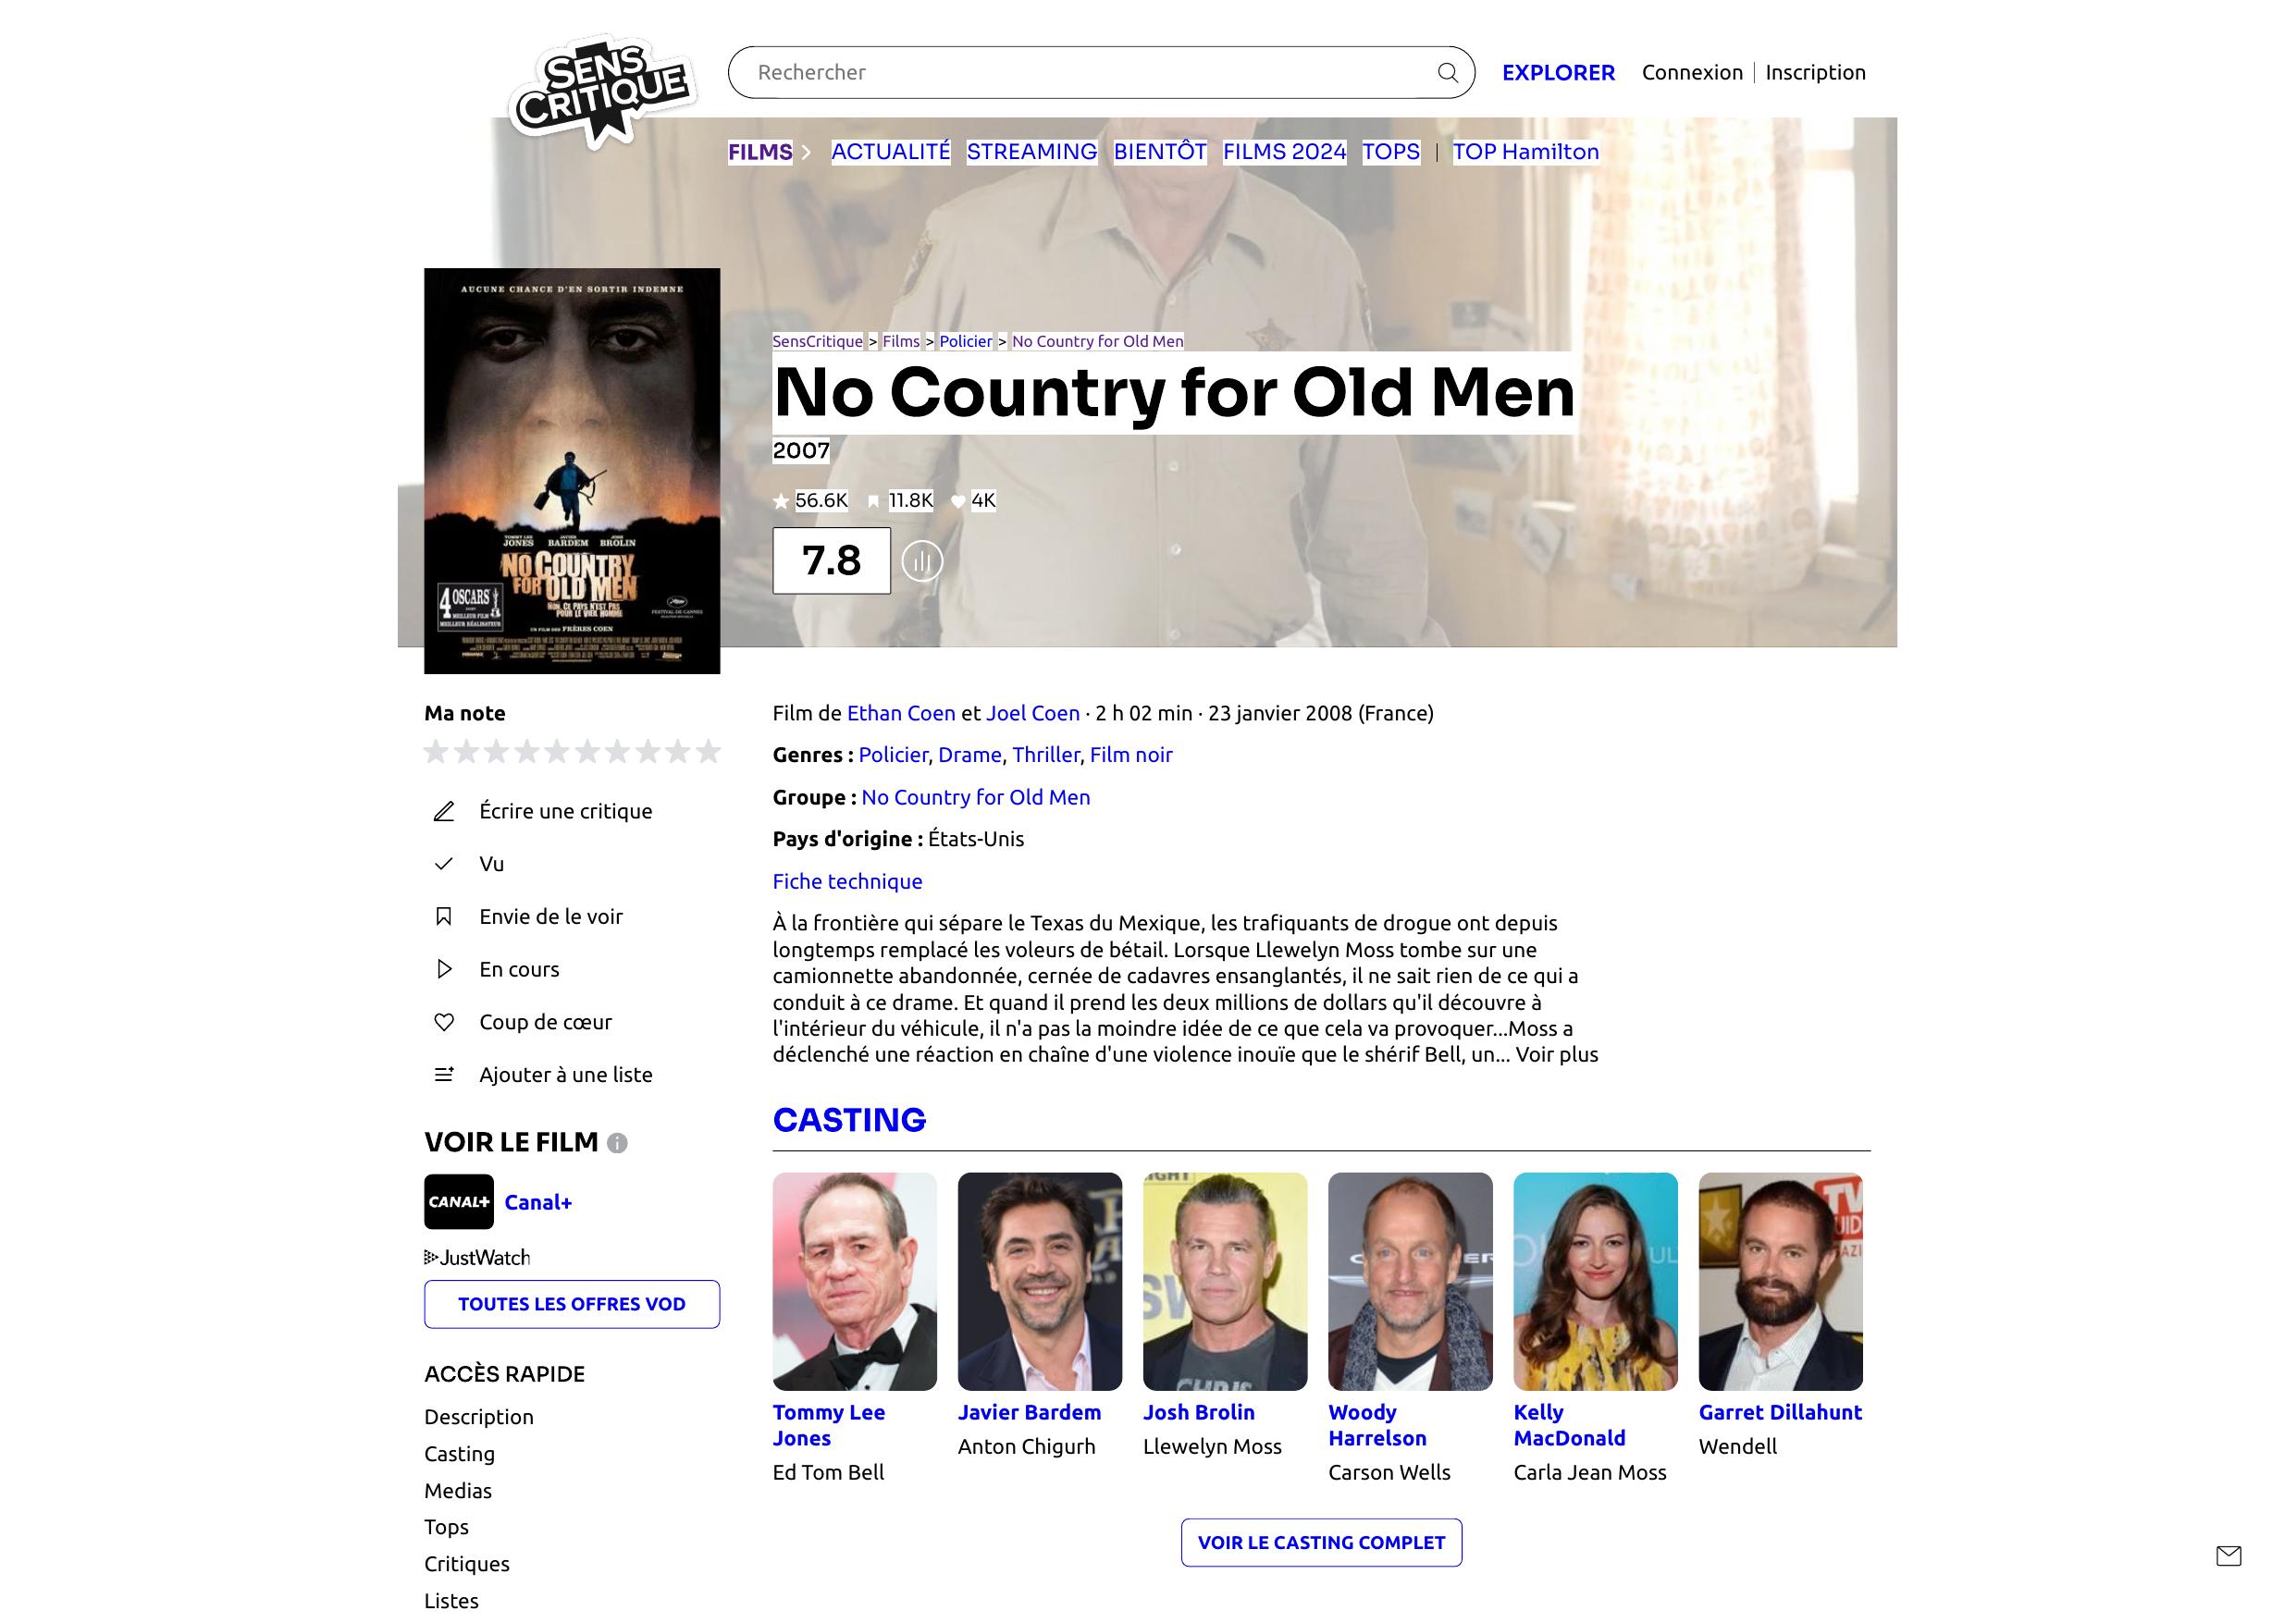 SENS
CRITIQUE
Rechercher
EXPLORER Connexion | Inscription
FILMS ACTUALITÉ STREAMING BIENTÔT FILMS 2024 TOPS | TOP Hamilton
AUCUNE CHANCE D'EN SORTIR INDEMNE
TOMMY LEE JONES JAVIER BARDEM JOSH BROLIN
NO COUNTRY
FOR OLD MEN
NON, CE PAYS N'EST PAS
POUR LE VIEIL HOMME
4 OSCARS
MEILLEUR FILM
MEILLEUR RÉALISATEUR
FESTIVAL DE CANNES
UN FILM DES FRÈRES COEN
SensCritique > Films > Policier > No Country for Old Men
No Country for Old Men
2007
56.6K 11.8K 4K
7.8
Ma note
Écrire une critique
Vu
Envie de le voir
En cours
Coup de cœur
Ajouter à une liste
VOIR LE FILM
CANAL+ Canal+
JustWatch
TOUTES LES OFFRES VOD
ACCÈS RAPIDE
Description
Casting
Medias
Tops
Critiques
Listes
Film de Ethan Coen et Joel Coen · 2 h 02 min · 23 janvier 2008 (France)
Genres : Policier, Drame, Thriller, Film noir
Groupe : No Country for Old Men
Pays d'origine : États-Unis
Fiche technique
À la frontière qui sépare le Texas du Mexique, les trafiquants de drogue ont depuis
longtemps remplacé les voleurs de bétail. Lorsque Llewelyn Moss tombe sur une
camionnette abandonnée, cernée de cadavres ensanglantés, il ne sait rien de ce qui a
conduit à ce drame. Et quand il prend les deux millions de dollars qu'il découvre à
l'intérieur du véhicule, il n'a pas la moindre idée de ce que cela va provoquer...Moss a
déclenché une réaction en chaîne d'une violence inouïe que le shérif Bell, un... Voir plus
CASTING
Tommy Lee
Jones
Ed Tom Bell
Javier Bardem
Anton Chigurh
Josh Brolin
Llewelyn Moss
Woody
Harrelson
Carson Wells
Kelly
MacDonald
Carla Jean Moss
Garret Dillahunt
Wendell
VOIR LE CASTING COMPLET